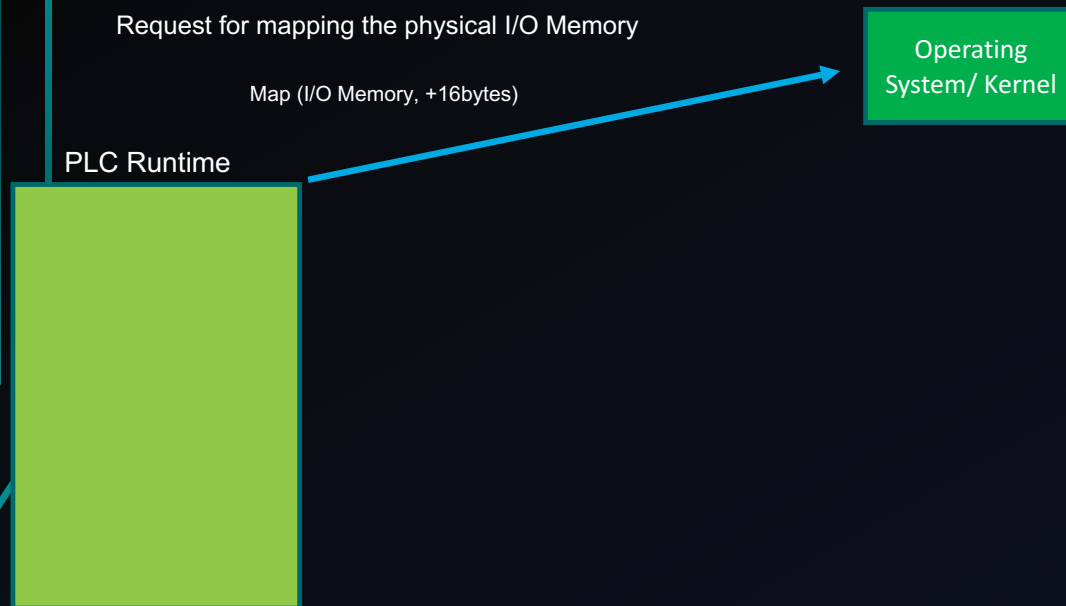 Request for mapping the physical I/O Memory
Operating
System/ Kernel
Map (I/O Memory, +16bytes)
PLC Runtime